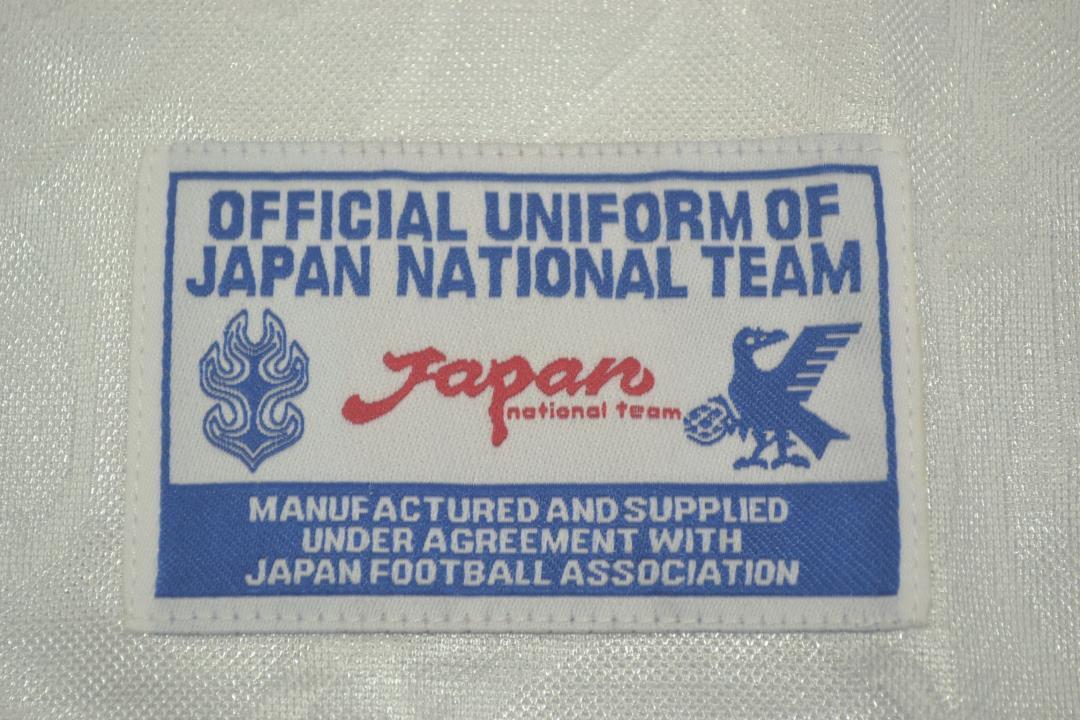 OFFICIAL UNIFORM OF
JAPAN NATIONAL TEAM
Japan
national team
MANUFACTURED AND SUPPLIED
UNDER AGREEMENT WITH
JAPAN FOOTBALL ASSOCIATION